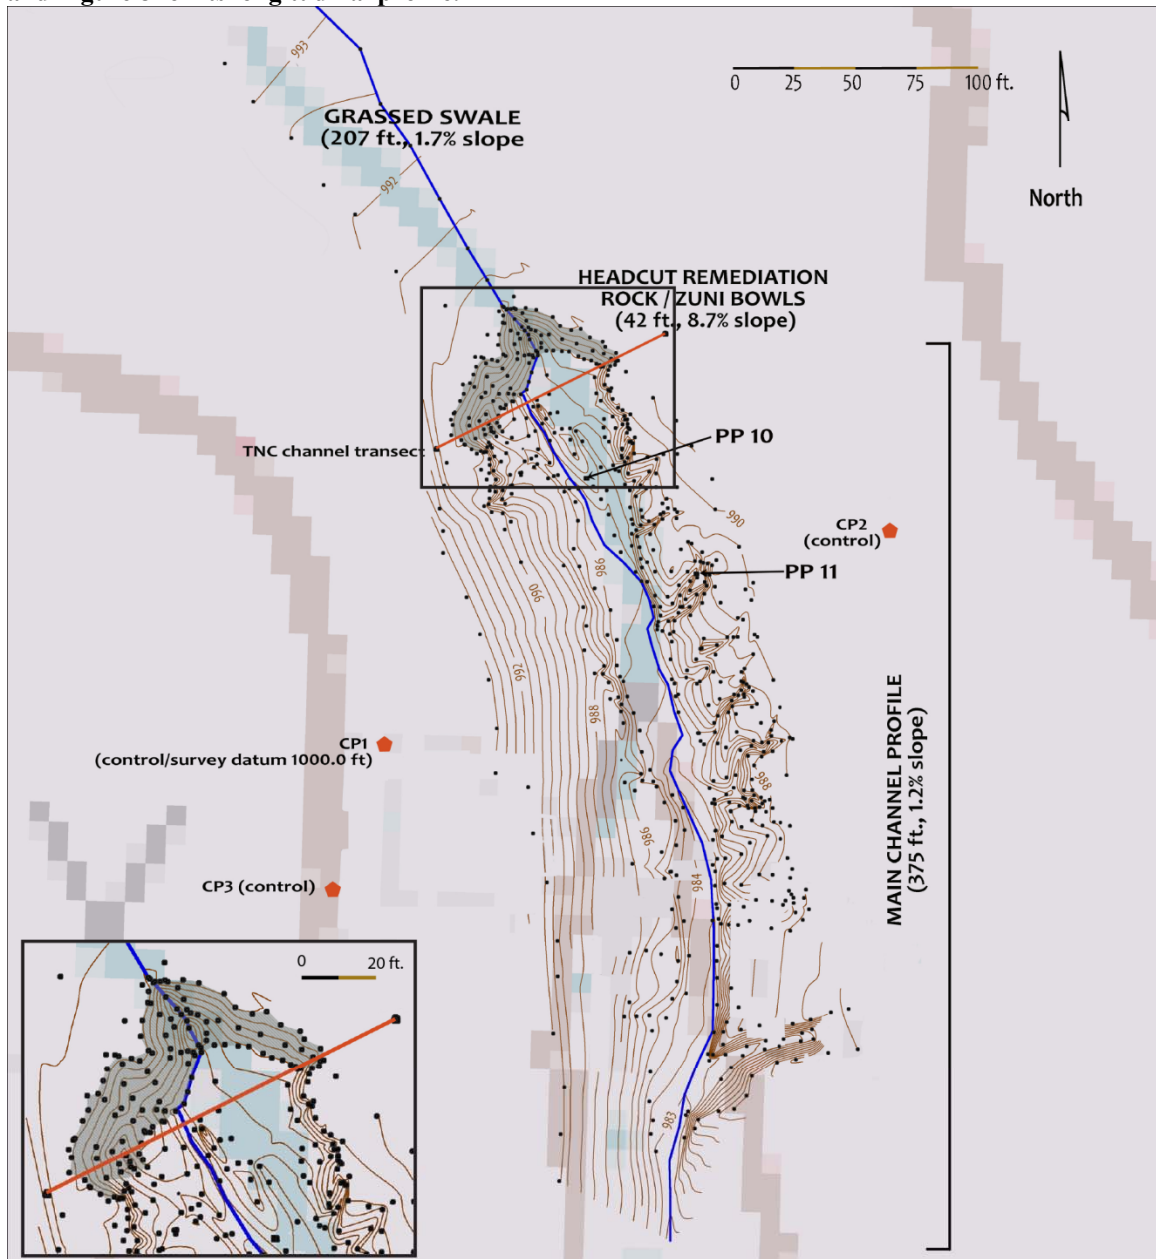 993
0 25 50 75 100 ft.
GRASSED SWALE
(207 ft., 1.7% slope
992
North
HEADCUT REMEDIATION
ROCK / ZUNI BOWLS
(42 ft., 8.7% slope)
TNC channel transect
PP 10
990
CP2
(control)
986
PP 11
990
992
988
CP1
(control/survey datum 1000.0 ft)
988
MAIN CHANNEL PROFILE
(375 ft., 1.2% slope)
986
984
CP3 (control)
0 20 ft.
983